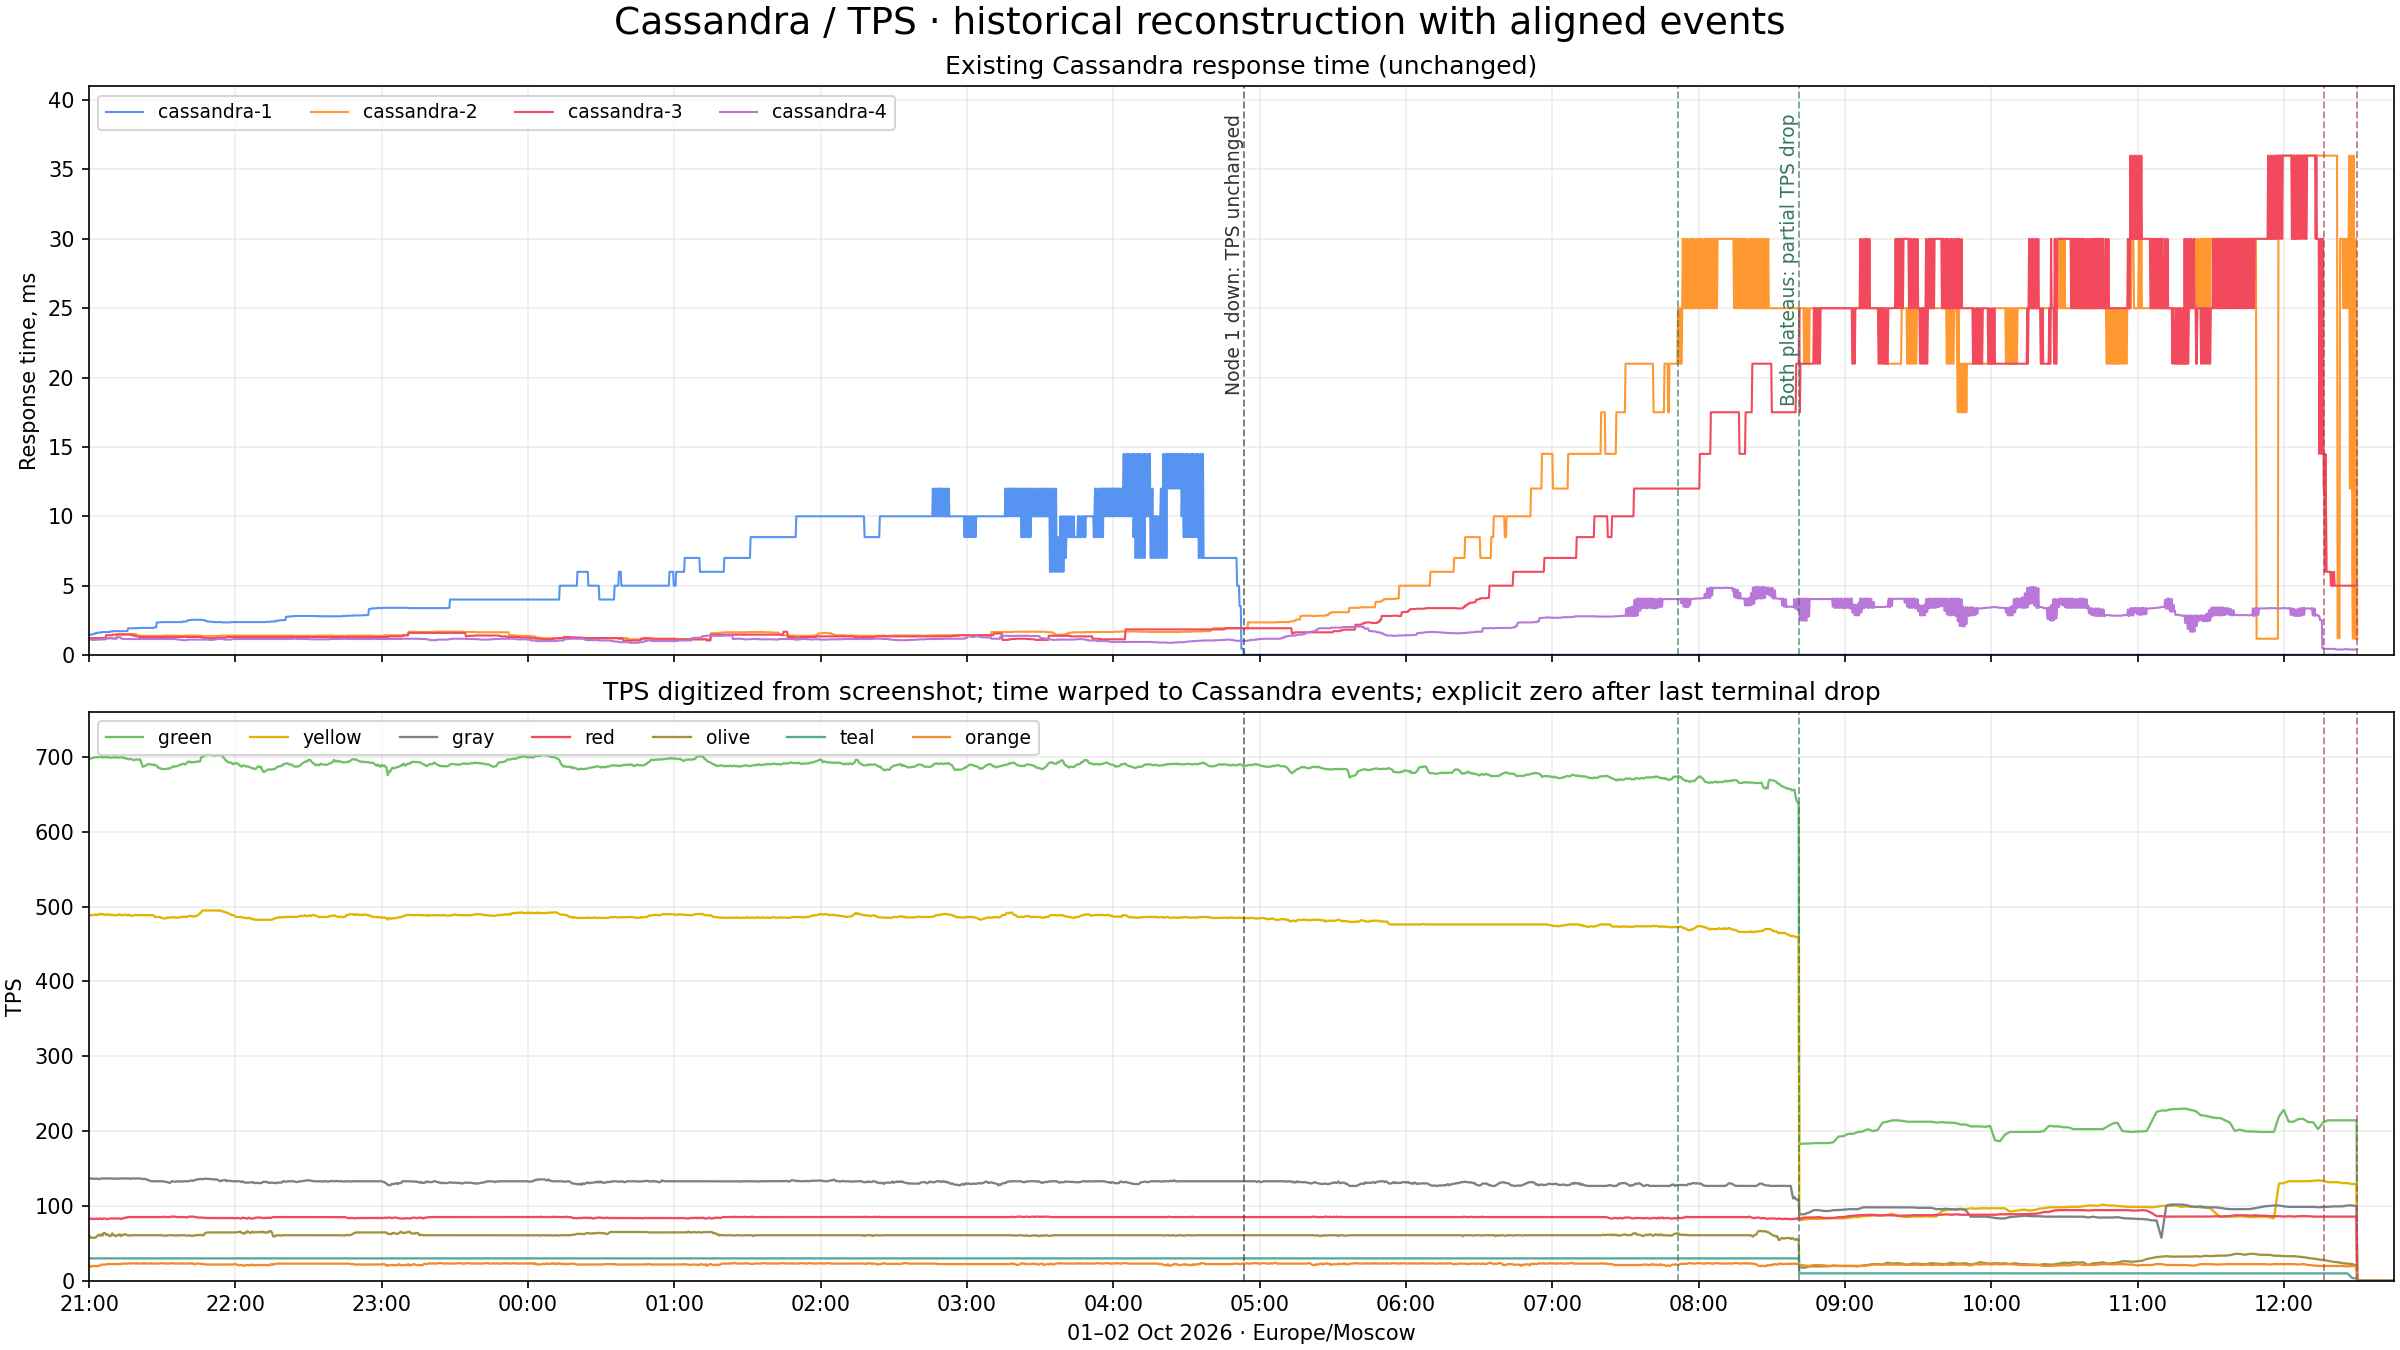 Cassandra / TPS · historical reconstruction with aligned events
Existing Cassandra response time (unchanged)
cassandra-1 cassandra-2 cassandra-3 cassandra-4
Response time, ms
40
35
30
25
20
15
10
5
0
Node 1 down: TPS unchanged
Both plateaus: partial TPS drop
TPS digitized from screenshot; time warped to Cassandra events; explicit zero after last terminal drop
green yellow gray red olive teal orange
TPS
700
600
500
400
300
200
100
0
21:00 22:00 23:00 00:00 01:00 02:00 03:00 04:00 05:00 06:00 07:00 08:00 09:00 10:00 11:00 12:00
01–02 Oct 2026 · Europe/Moscow